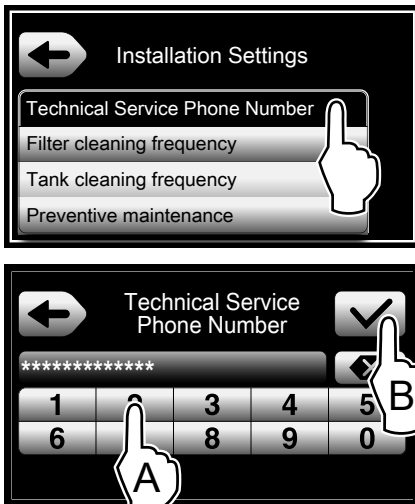 Installation Settings
Technical Service Phone Number
Filter cleaning frequency
Tank cleaning frequency
Preventive maintenance
Technical Service
Phone Number
*************
1 2 3 4 5
6 8 9 0
A
B